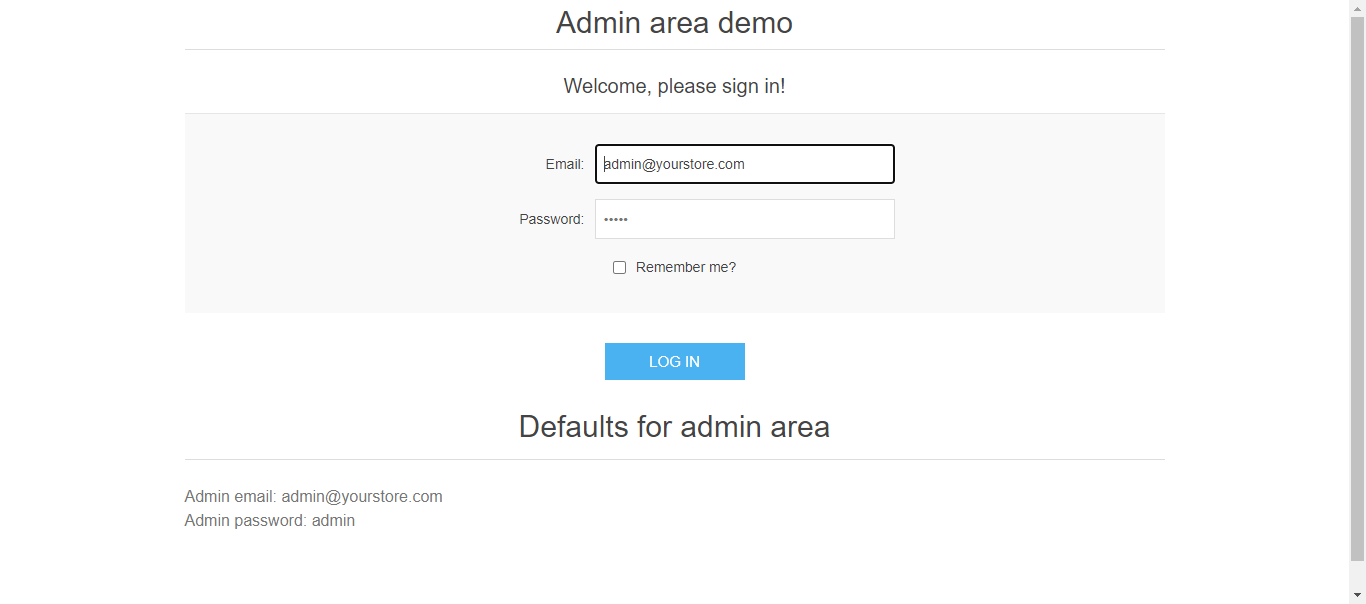 Admin area demo
Welcome, please sign in!
Email: admin@yourstore.com
Password: •••••
Remember me?
LOG IN
Defaults for admin area
Admin email: admin@yourstore.com
Admin password: admin